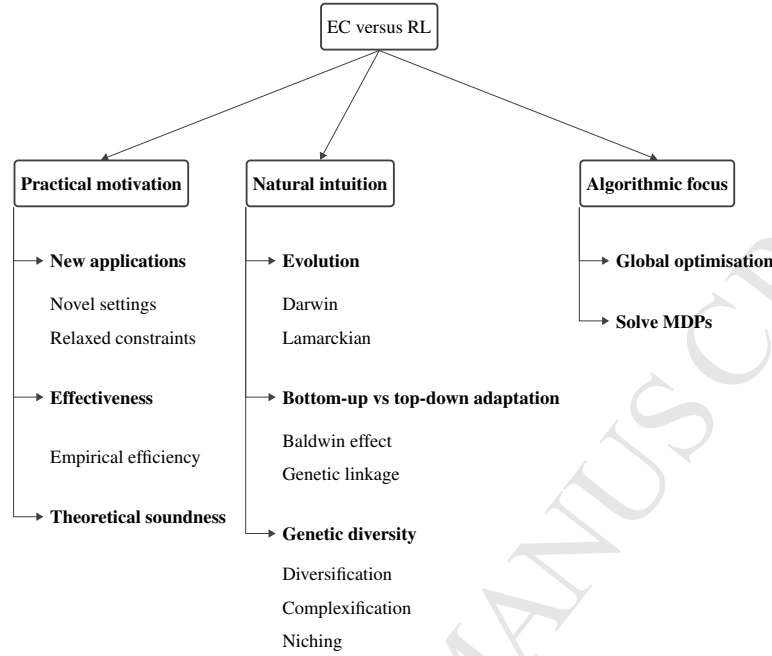 EC versus RL
Practical motivation
New applications
Novel settings
Relaxed constraints
Effectiveness
Empirical efficiency
Theoretical soundness
Natural intuition
Evolution
Darwin
Lamarckian
Bottom-up vs top-down adaptation
Baldwin effect
Genetic linkage
Genetic diversity
Diversification
Complexification
Niching
Algorithmic focus
Global optimisation
Solve MDPs